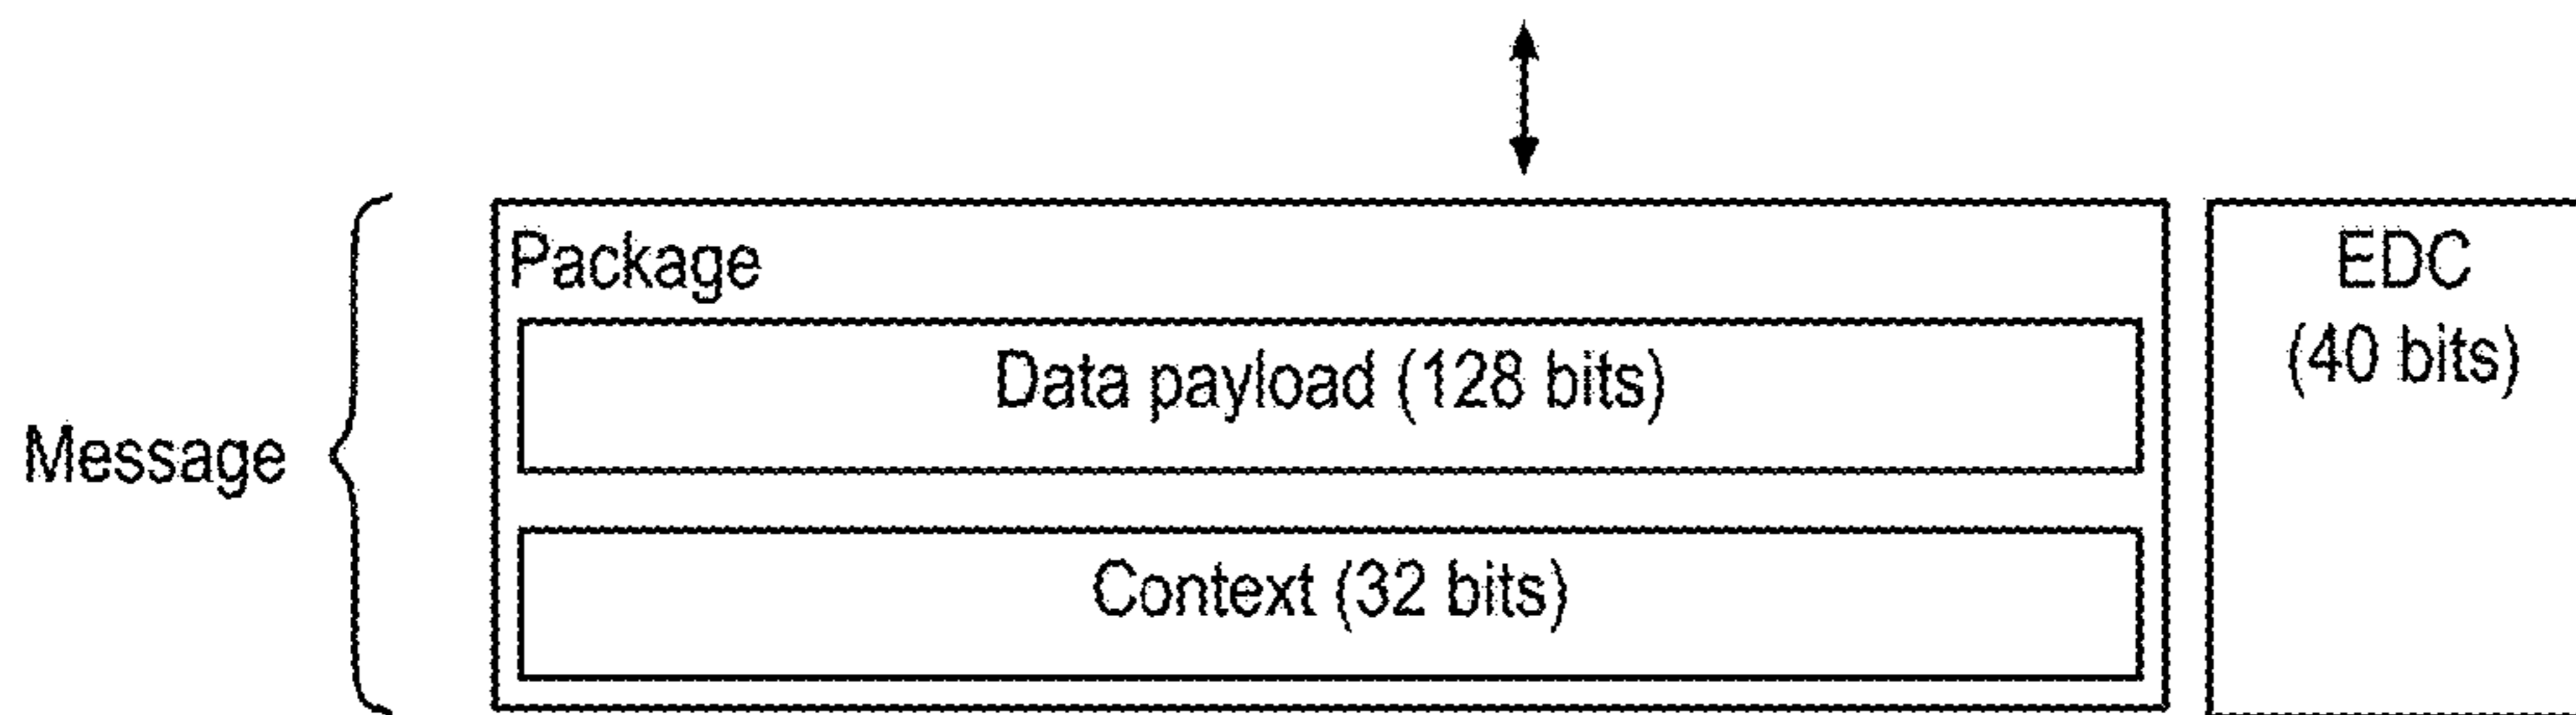 Package
EDC
(40 bits)
Data payload (128 bits)
Message
Context (32 bits)